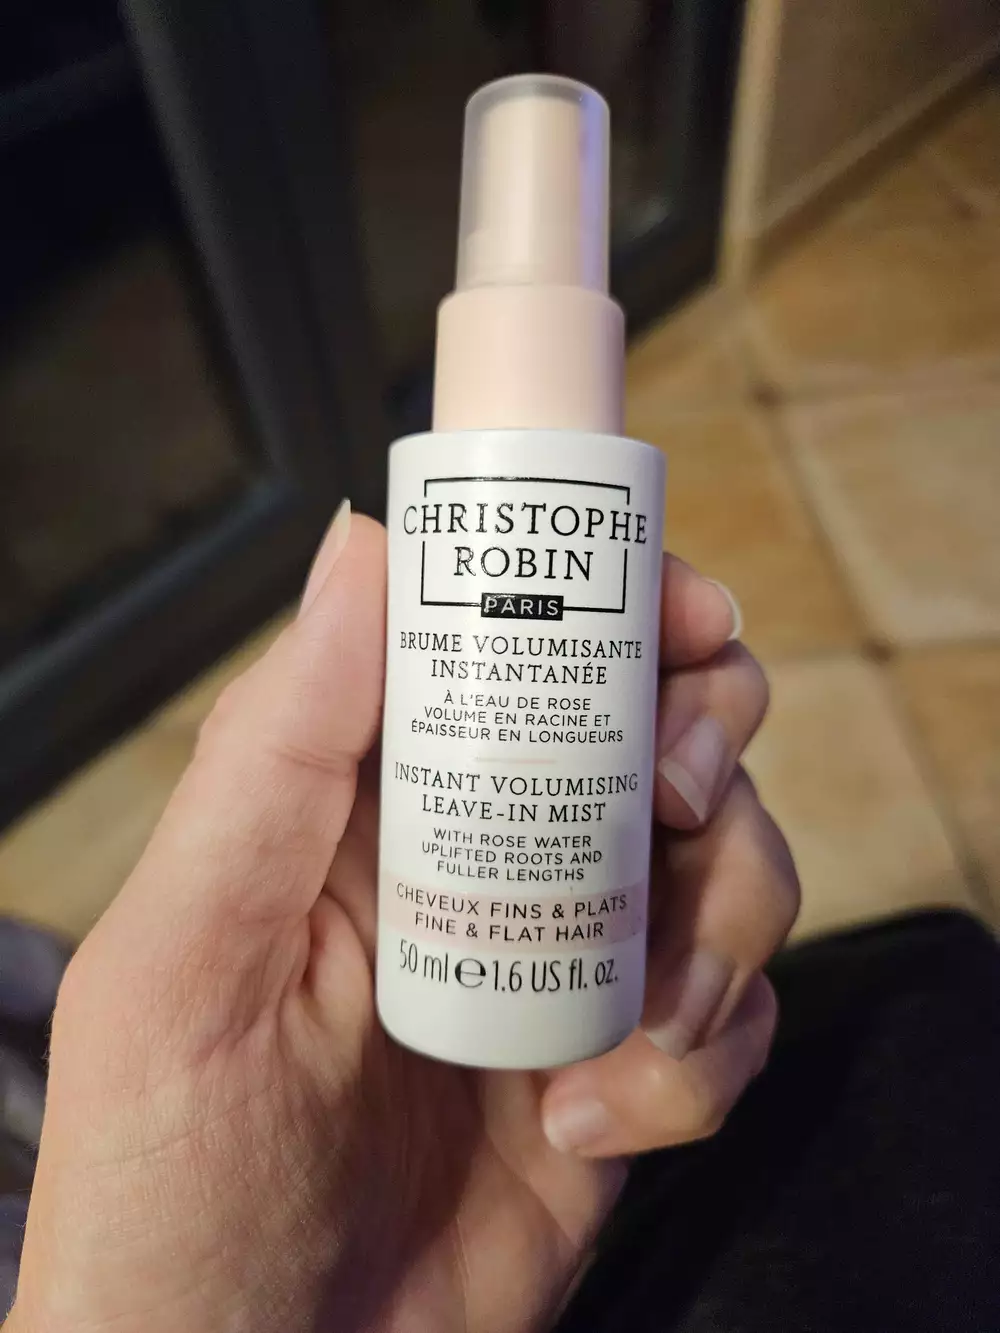 CHRISTOPHE
ROBIN
PARIS
BRUME VOLUMISANTE
INSTANTANÉE
À L'EAU DE ROSE
VOLUME EN RACINE ET
ÉPAISSEUR EN LONGUEURS
INSTANT VOLUMISING
LEAVE-IN MIST
WITH ROSE WATER
UPLIFTED ROOTS AND
FULLER LENGTHS
CHEVEUX FINS & PLATS
FINE & FLAT HAIR
50 ml ℮ 1.6 US fl. oz.